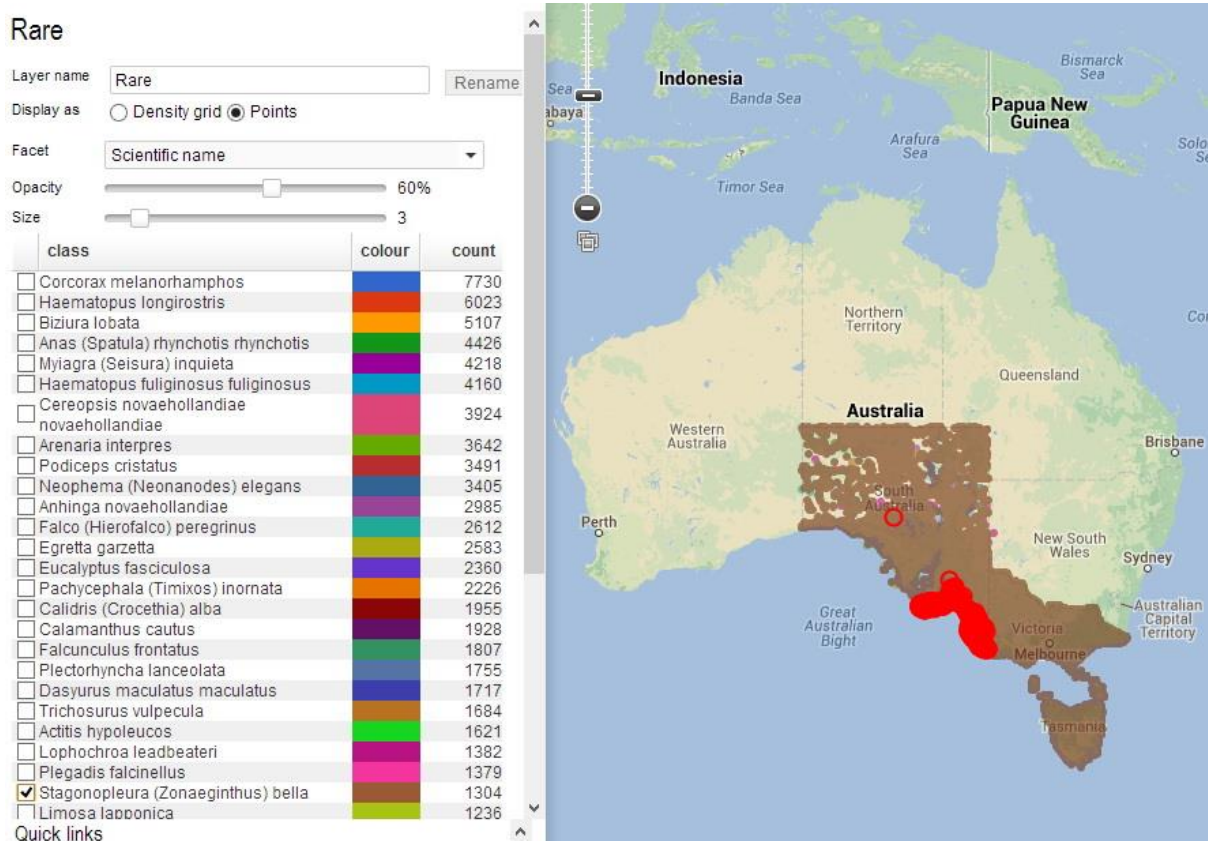 Rare
Layer name Rare Rename
Display as Density grid Points
Facet Scientific name
Opacity 60%
Size 3
class colour count
Corcorax melanorhamphos 7730
Haematopus longirostris 6023
Biziura lobata 5107
Anas (Spatula) rhynchotis rhynchotis 4426
Myiagra (Seisura) inquieta 4218
Haematopus fuliginosus fuliginosus 4160
Cereopsis novaehollandiae
novaehollandiae 3924
Arenaria interpres 3642
Podiceps cristatus 3491
Neophema (Neonanodes) elegans 3405
Anhinga novaehollandiae 2985
Falco (Hierofalco) peregrinus 2612
Egretta garzetta 2583
Eucalyptus fasciculosa 2360
Pachycephala (Timixos) inornata 2226
Calidris (Crocethia) alba 1955
Calamanthus cautus 1928
Falcunculus frontatus 1807
Plectorhyncha lanceolata 1755
Dasyurus maculatus maculatus 1717
Trichosurus vulpecula 1684
Actitis hypoleucos 1621
Lophochroa leadbeateri 1382
Plegadis falcinellus 1379
Stagonopleura (Zonaeginthus) bella 1304
Limosa lapponica 1236
Quick links
Bismarck
Sea
Indonesia
Sea
Banda Sea
abaya
Papua New
Guinea
Solo
Se
Arafura
Sea
Timor Sea
Cor
Northern
Territory
Queensland
Australia
Western
Australia
Brisbane
South
Australia
Perth
New South
Wales
Sydney
Great
Australian
Bight
Australian
Capital
Territory
Victoria
Melbourne
Tasmania